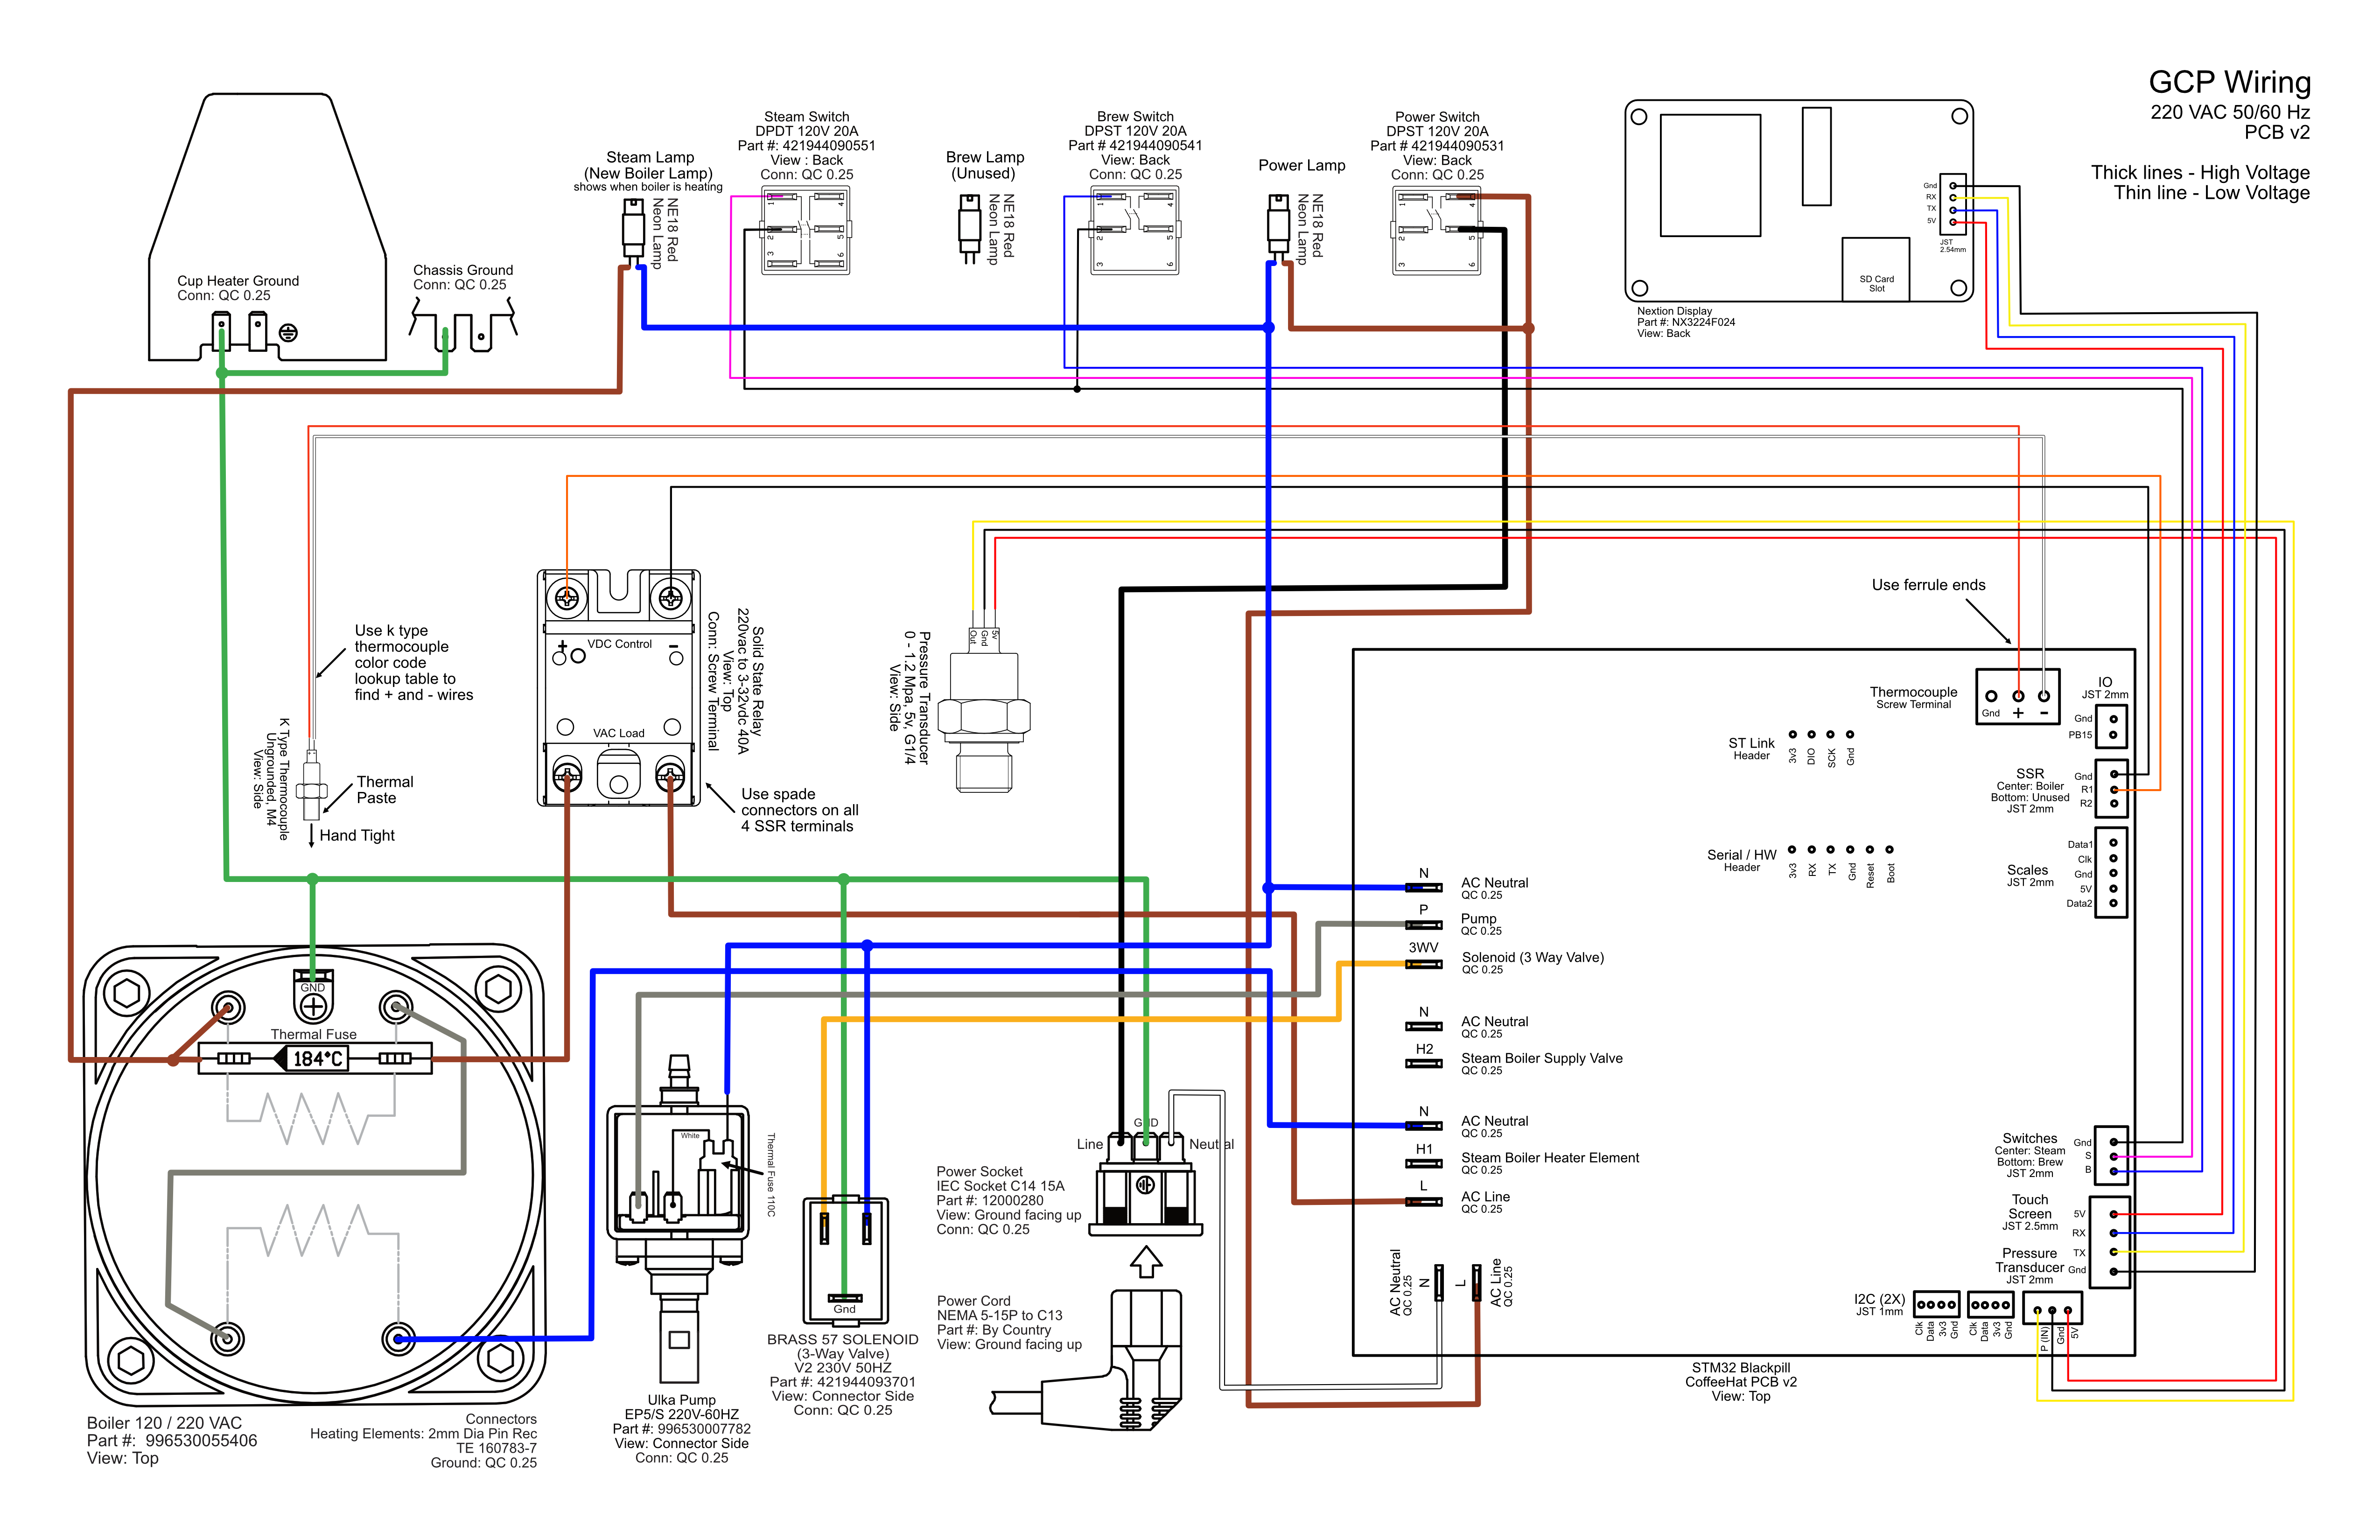 GCP Wiring
220 VAC 50/60 Hz
PCB v2
Thick lines - High Voltage
Thin line - Low Voltage
Cup Heater Ground
Conn: QC 0.25
Chassis Ground
Conn: QC 0.25
Steam Lamp
(New Boiler Lamp)
shows when boiler is heating
NE18 Red
Neon Lamp
Steam Switch
DPDT 120V 20A
Part #: 421944090551
View : Back
Conn: QC 0.25
1
2
3
4
5
6
Brew Lamp
(Unused)
NE18 Red
Neon Lamp
Brew Switch
DPST 120V 20A
Part # 421944090541
View: Back
Conn: QC 0.25
1
2
3
4
5
6
Power Lamp
NE18 Red
Neon Lamp
Power Switch
DPST 120V 20A
Part # 421944090531
View: Back
Conn: QC 0.25
1
2
3
4
5
6
Gnd
RX
TX
5V
JST
2.54mm
SD Card
Slot
Nextion Display
Part #: NX3224F024
View: Back
Use k type
thermocouple
color code
lookup table to
find + and - wires
K Type Thermocouple
Ungrounded, M4
View: Side
Thermal
Paste
Hand Tight
+
VDC Control
-
VAC Load
Solid State Relay
220vac to 3-32vdc 40A
View: Top
Conn: Screw Terminal
Use spade
connectors on all
4 SSR terminals
Out
Gnd
5v
Pressure Transducer
0 - 1.2 Mpa, 5v, G1/4
View: Side
Use ferrule ends
Thermocouple
Screw Terminal
Gnd
+
-
IO
JST 2mm
Gnd
PB15
ST Link
Header
3v3
DIO
SCK
Gnd
SSR
Center: Boiler
Bottom: Unused
JST 2mm
Gnd
R1
R2
Serial / HW
Header
3v3
RX
TX
Gnd
Reset
Boot
Scales
JST 2mm
Data1
Clk
Gnd
5V
Data2
N
AC Neutral
QC 0.25
P
Pump
QC 0.25
3WV
Solenoid (3 Way Valve)
QC 0.25
N
AC Neutral
QC 0.25
H2
Steam Boiler Supply Valve
QC 0.25
N
AC Neutral
QC 0.25
H1
Steam Boiler Heater Element
QC 0.25
L
AC Line
QC 0.25
AC Neutral
QC 0.25
N
L
AC Line
QC 0.25
Switches
Center: Steam
Bottom: Brew
JST 2mm
Gnd
S
B
Touch
Screen
JST 2.5mm
5V
RX
TX
Gnd
Pressure
Transducer
JST 2mm
I2C (2X)
JST 1mm
Clk
Data
3v3
Gnd
Clk
Data
3v3
Gnd
P (IN)
Gnd
5V
STM32 Blackpill
CoffeeHat PCB v2
View: Top
GND
Thermal Fuse
184°C
Boiler 120 / 220 VAC
Part #: 996530055406
View: Top
Connectors
Heating Elements: 2mm Dia Pin Rec
TE 160783-7
Ground: QC 0.25
White
Thermal Fuse 110C
Ulka Pump
EP5/S 220V-60HZ
Part #: 996530007782
View: Connector Side
Conn: QC 0.25
Gnd
BRASS 57 SOLENOID
(3-Way Valve)
V2 230V 50HZ
Part #: 421944093701
View: Connector Side
Conn: QC 0.25
Line
GND
Neutral
Power Socket
IEC Socket C14 15A
Part #: 12000280
View: Ground facing up
Conn: QC 0.25
Power Cord
NEMA 5-15P to C13
Part #: By Country
View: Ground facing up